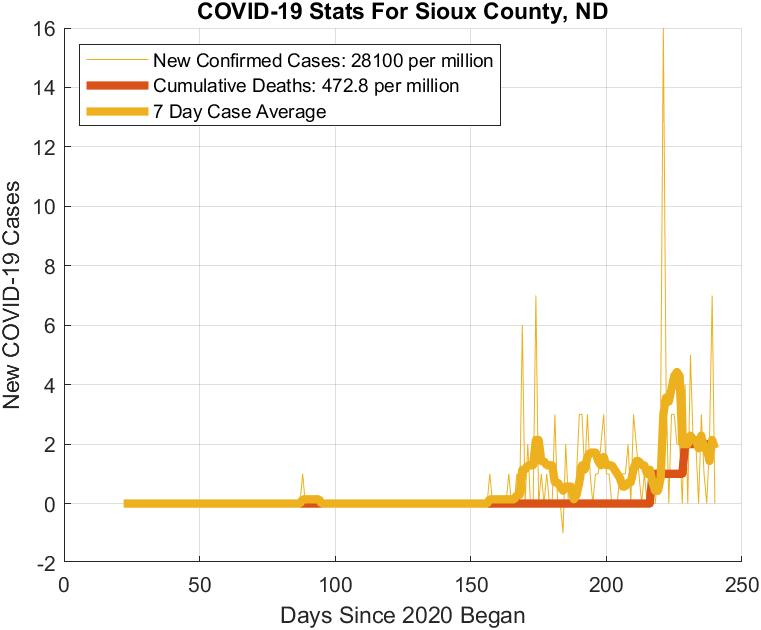 COVID-19 Stats For Sioux County, ND
New Confirmed Cases: 28100 per million
Cumulative Deaths: 472.8 per million
7 Day Case Average
16
14
12
10
8
6
4
2
0
-2
New COVID-19 Cases
0 50 100 150 200 250
Days Since 2020 Began